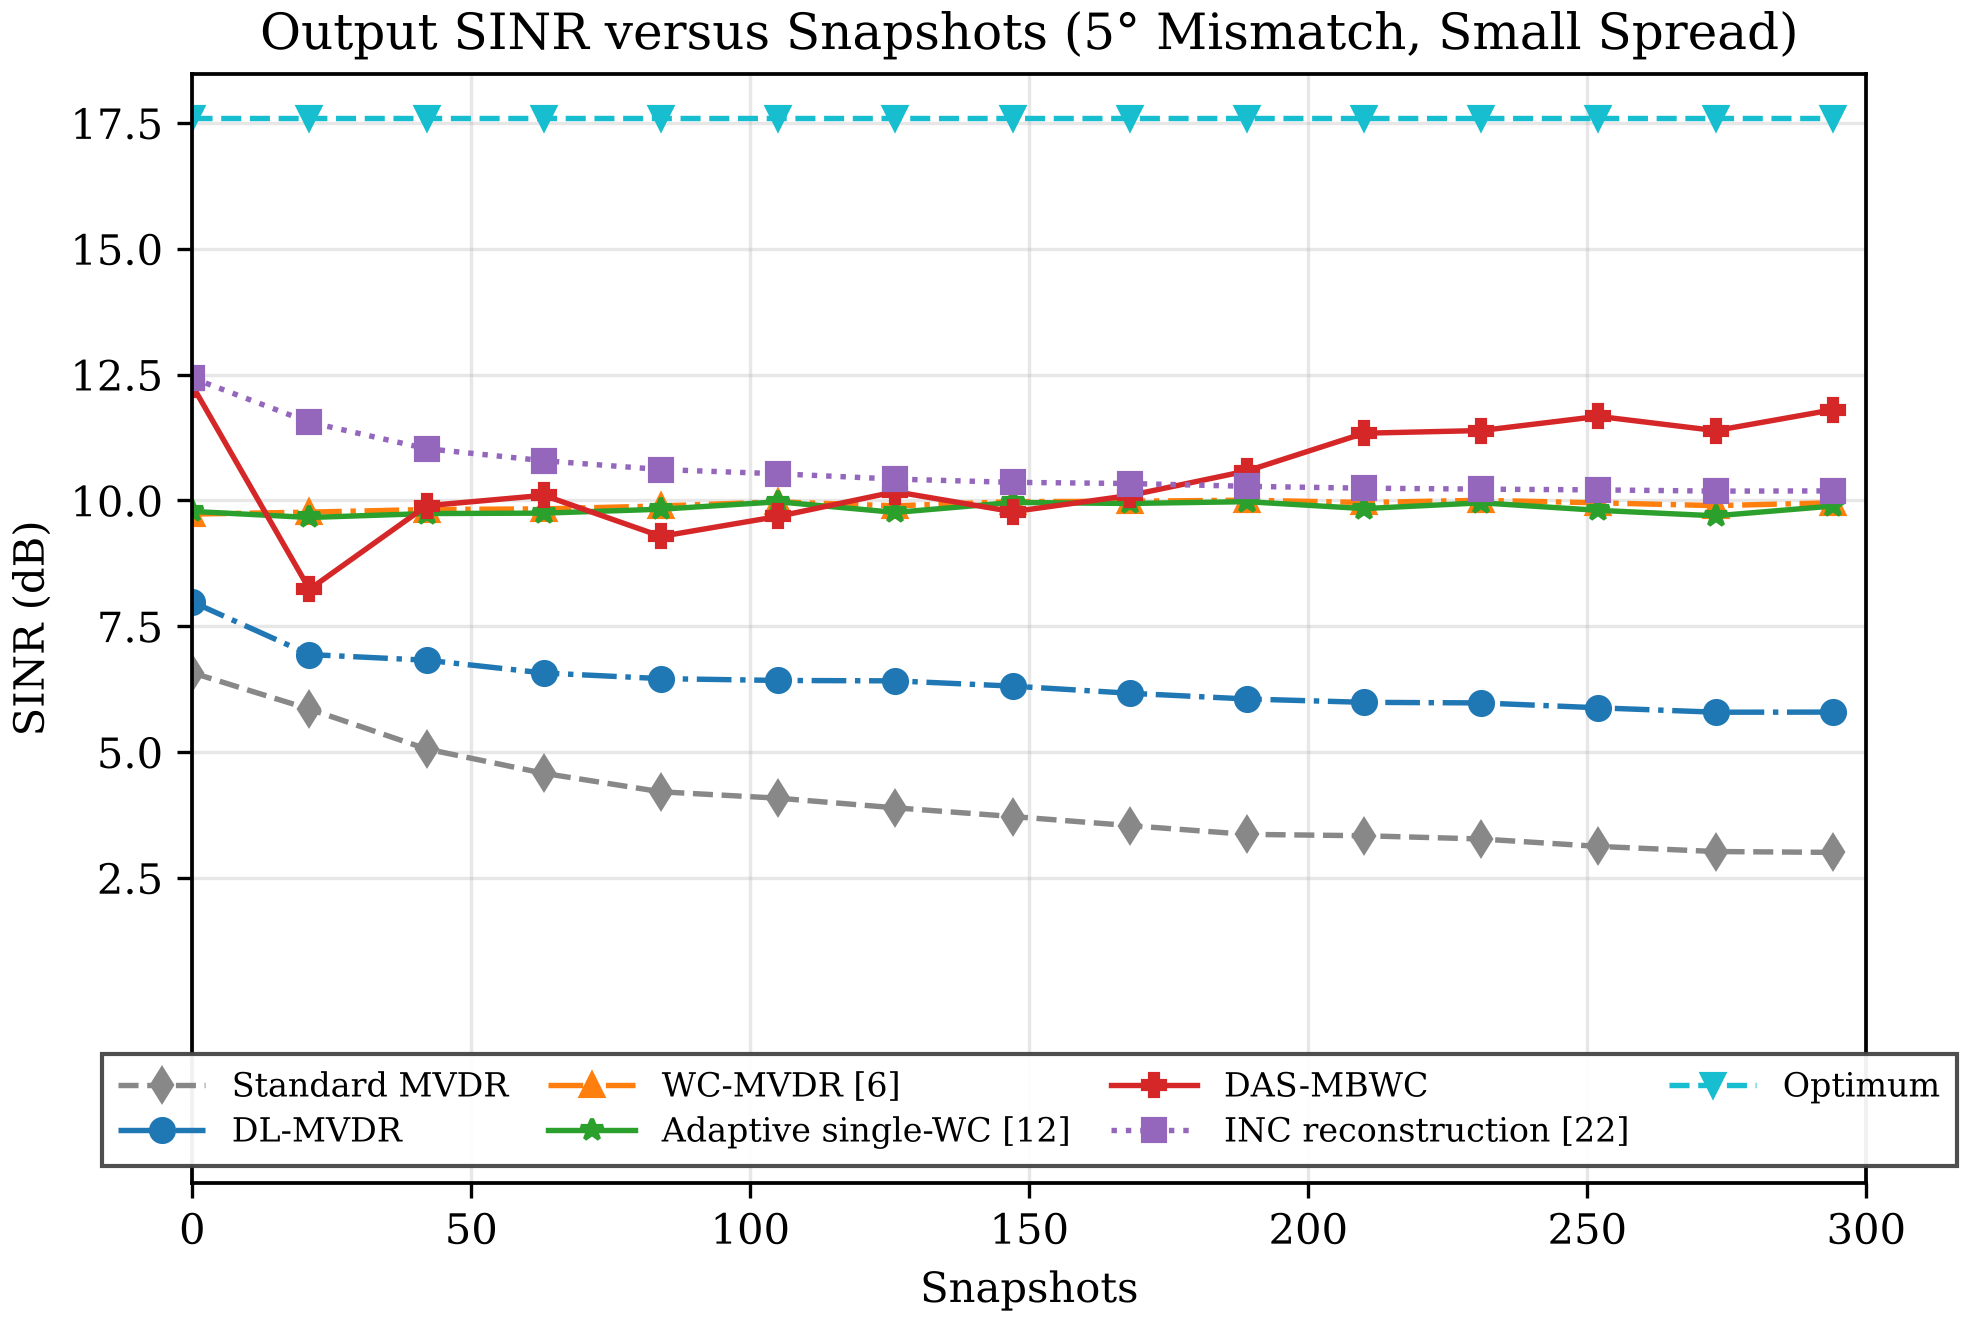 Output SINR versus Snapshots (5° Mismatch, Small Spread)
17.5
15.0
12.5
10.0
7.5
5.0
2.5
SINR (dB)
Standard MVDR
DL-MVDR
WC-MVDR [6]
Adaptive single-WC [12]
DAS-MBWC
INC reconstruction [22]
Optimum
0 50 100 150 200 250 300
Snapshots